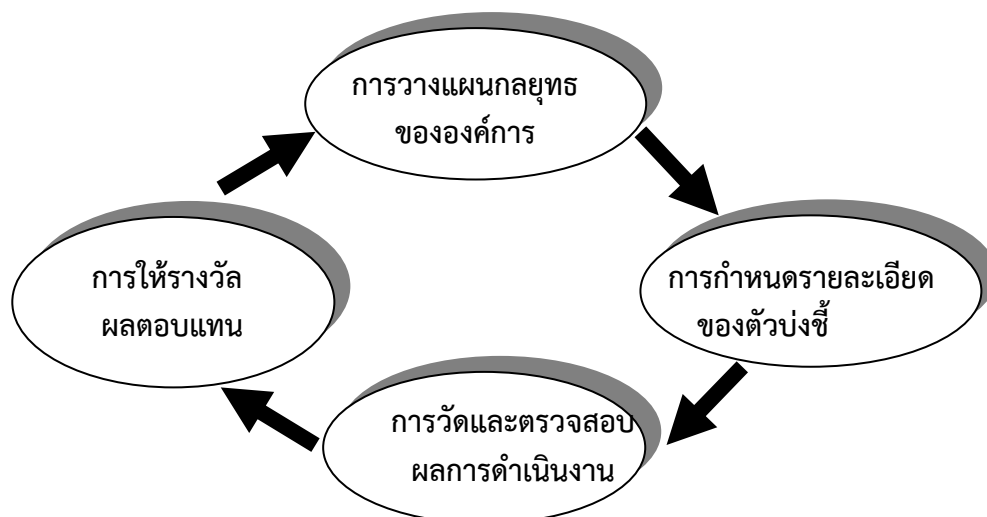 การวางแผนกลยุทธ
ขององค์การ
การกำหนดรายละเอียด
ของตัวบ่งชี้
การวัดและตรวจสอบ
ผลการดำเนินงาน
การให้รางวัล
ผลตอบแทน